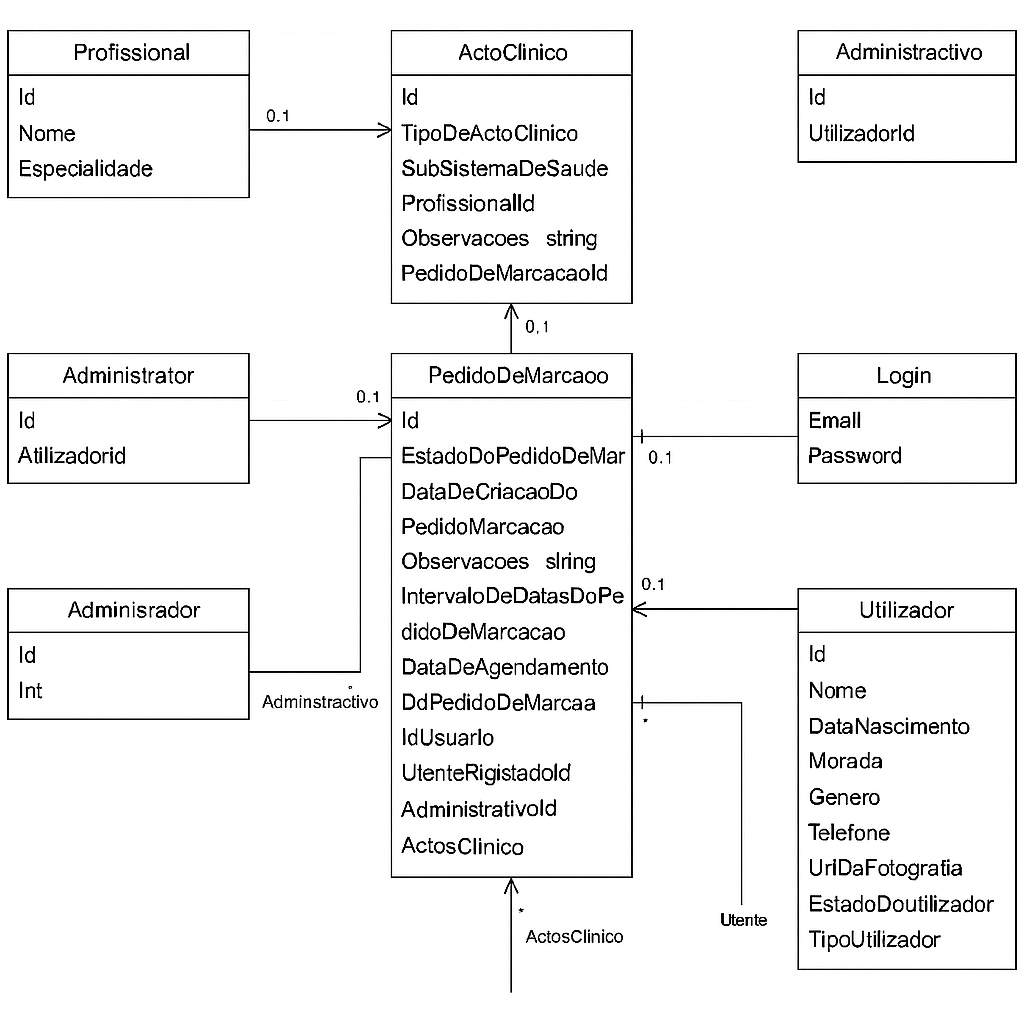 Profissional
Id
Nome
Especialidade
0.1
ActoClinico
Id
TipoDeActoClinico
SubSistemaDeSaude
ProfissionalId
Observacoes string
PedidoDeMarcacaoId
Administractivo
Id
UtilizadorId
0,1
Administrator
Id
Atilizadorid
0.1
PedidoDeMarcaoo
Id
EstadoDoPedidoDeMar
DataDeCriacaoDo
PedidoMarcacao
Observacoes slring
IntervaloDeDatasDoPe
didoDeMarcacao
DataDeAgendamento
DdPedidoDeMarcaa
IdUsuarlo
UtenteRigistadoId
AdministrativoId
ActosClinico
0.1
Login
Emall
Password
Adminisrador
Id
Int
*
Adminstractivo
0.1
*
Utente
Utilizador
Id
Nome
DataNascimento
Morada
Genero
Telefone
UriDaFotogratia
EstadoDoutilizador
TipoUtilizador
*
ActosClinico